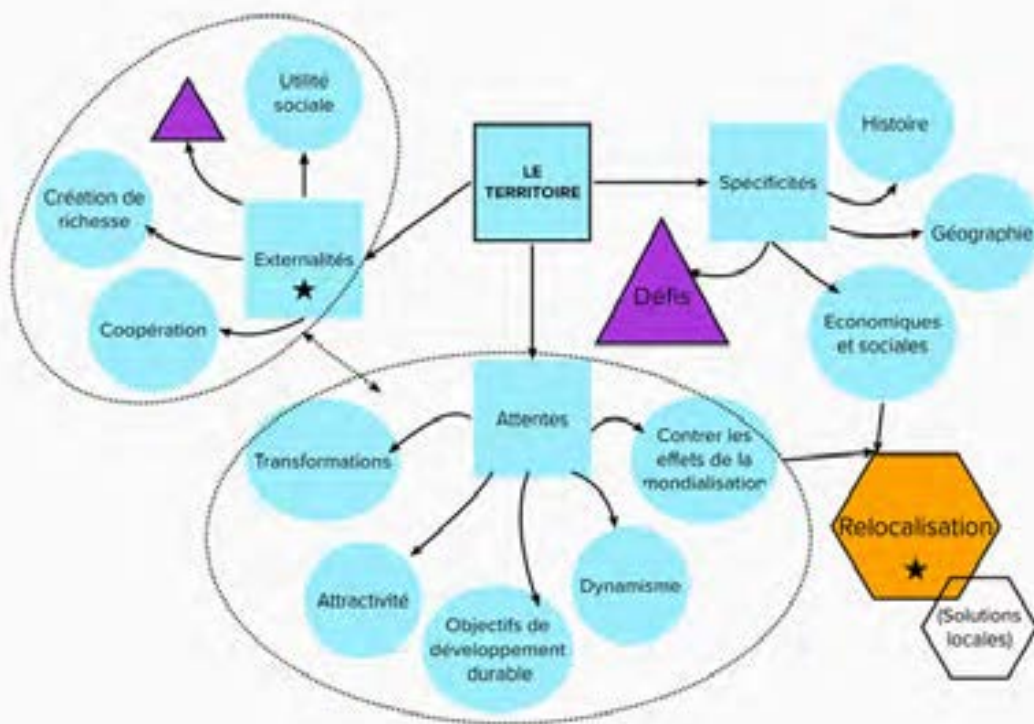 Utilité
sociale
Création de
richesse
Externalités
Coopération
LE
TERRITOIRE
Spécificités
Histoire
Géographie
Défis
Economiques
et sociales
Attentes
Transformations
Contrer les
effets de la
mondialisation
Attractivité
Objectifs de
développement
durable
Dynamisme
Relocalisation
(Solutions
locales)